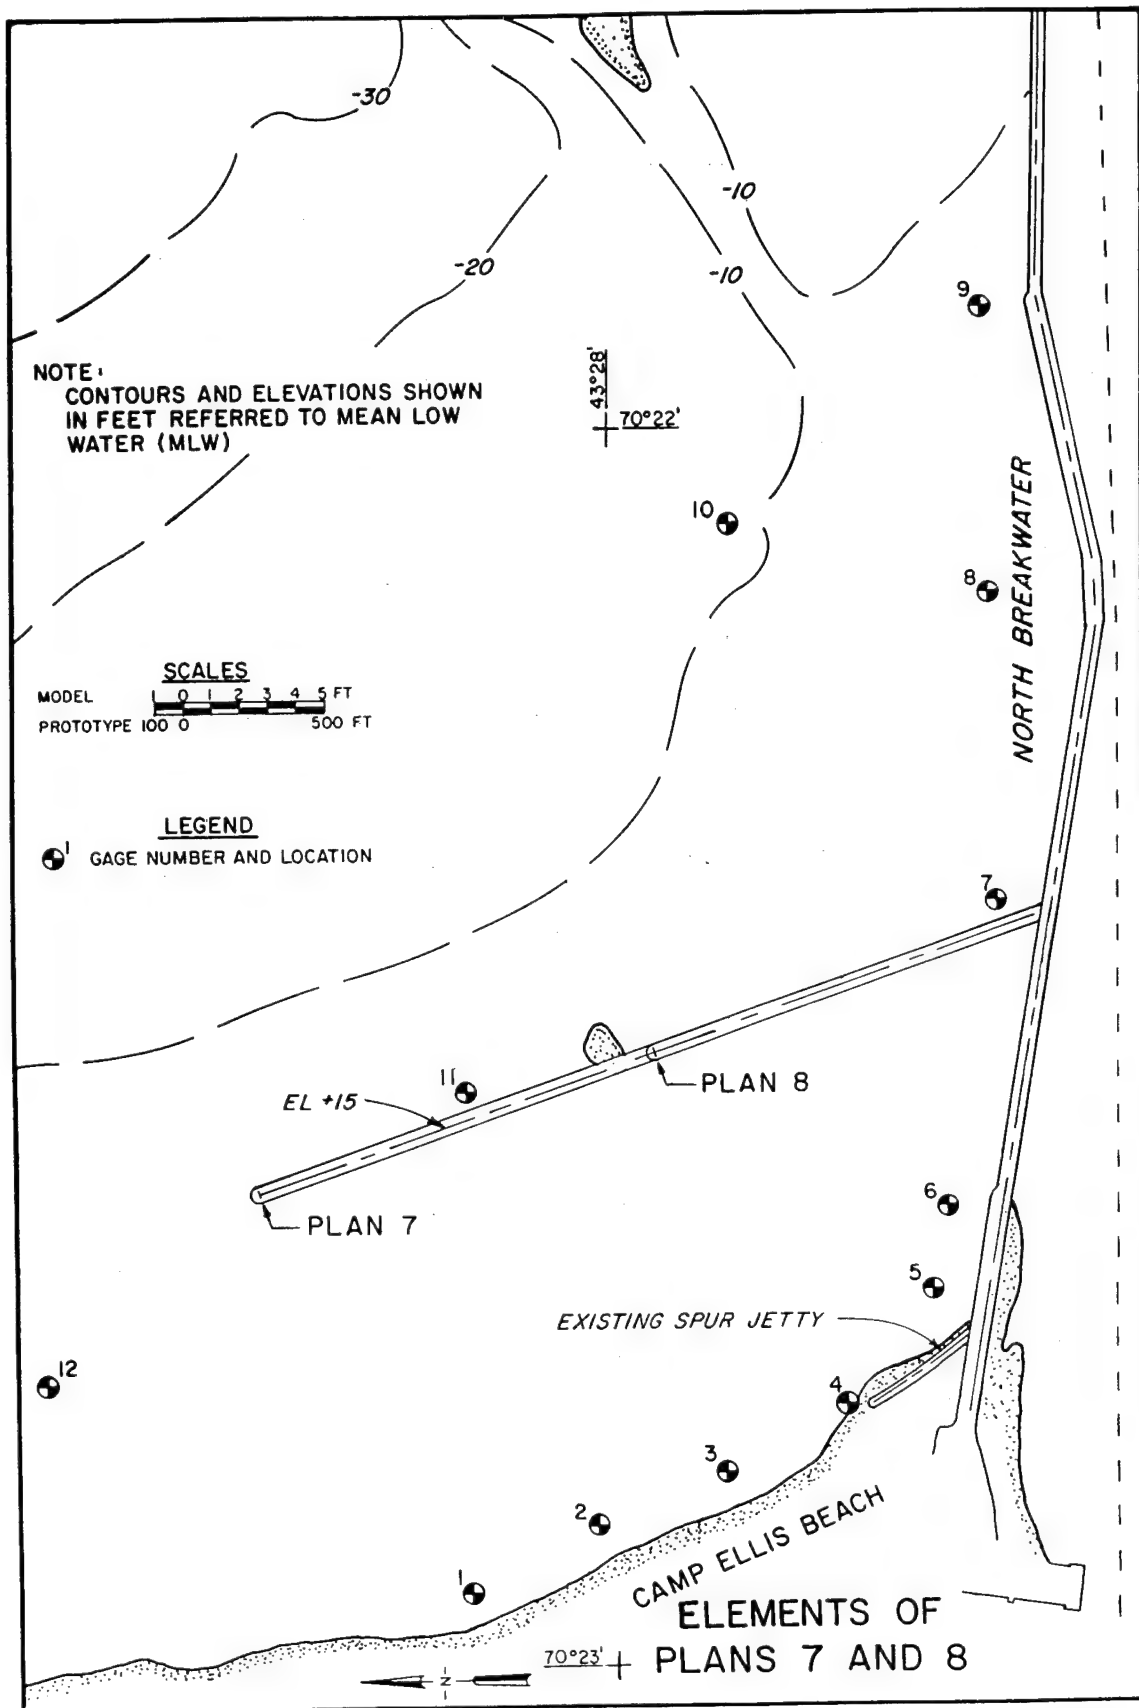 -30
-10
-20
-10
9
NOTE:
CONTOURS AND ELEVATIONS SHOWN
IN FEET REFERRED TO MEAN LOW
WATER (MLW)
43°28'
70°22'
10
8
NORTH BREAKWATER
SCALES
MODEL 1 0 1 2 3 4 5 FT
PROTOTYPE 100 0 500 FT
LEGEND
1 GAGE NUMBER AND LOCATION
7
11
PLAN 8
EL +15
PLAN 7
6
5
EXISTING SPUR JETTY
12
4
3
2
1
CAMP ELLIS BEACH
ELEMENTS OF
PLANS 7 AND 8
70°23'
N